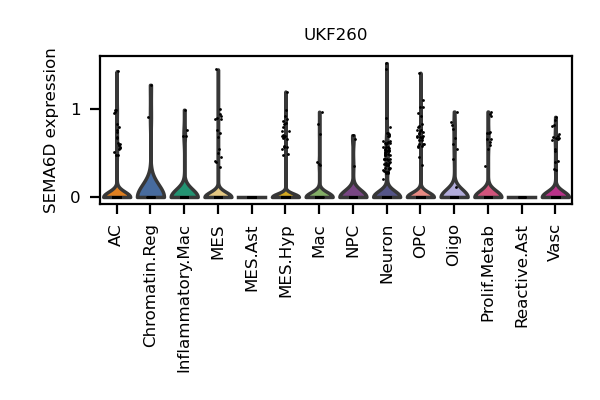 UKF260
SEMA6D expression
1
0
AC
Chromatin.Reg
Inflammatory.Mac
MES
MES.Ast
MES.Hyp
Mac
NPC
Neuron
OPC
Oligo
Prolif.Metab
Reactive.Ast
Vasc